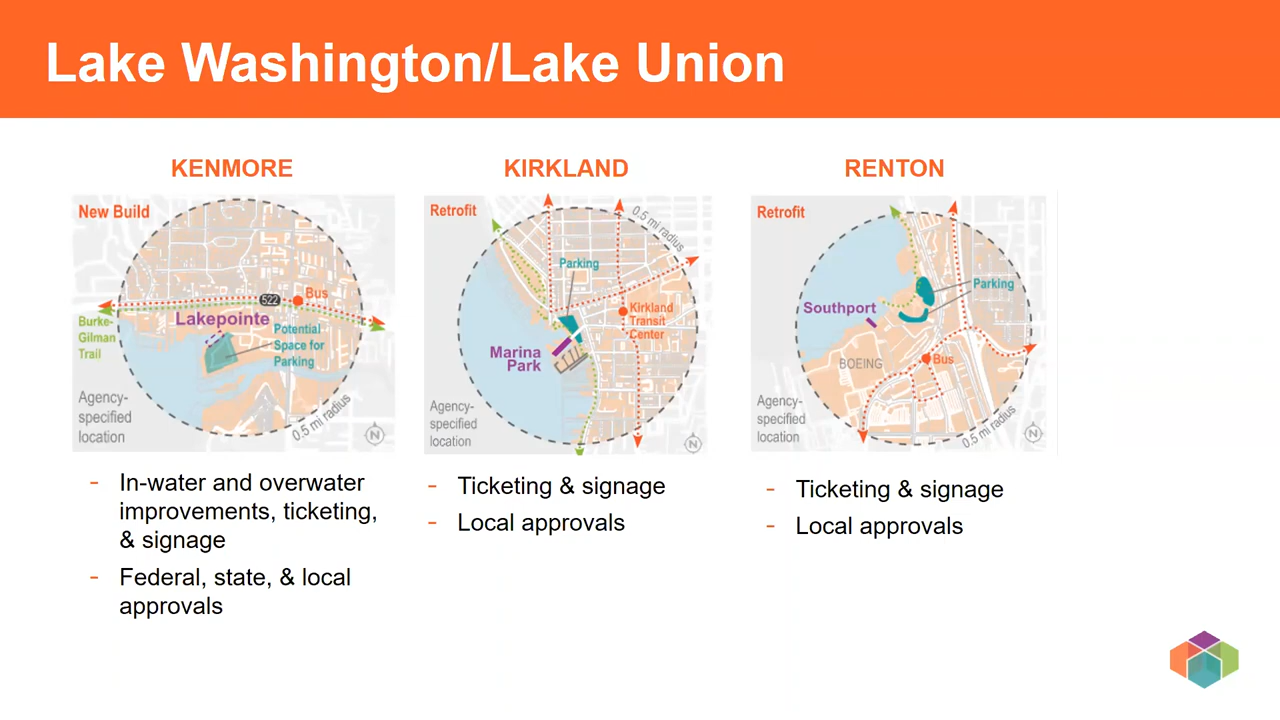 Lake Washington/Lake Union
KENMORE
New Build
522
Bus
Lakepointe
Burke-
Gilman
Trail
Potential
Space for
Parking
Agency-
specified
location
0.5 mi radius
N
- In-water and overwater
improvements, ticketing,
& signage
- Federal, state, & local
approvals
KIRKLAND
Retrofit
0.5 mi radius
Parking
Kirkland
Transit
Center
Marina
Park
Agency-
specified
location
N
- Ticketing & signage
- Local approvals
RENTON
Retrofit
Parking
Southport
BOEING
Bus
Agency-
specified
location
0.5 mi radius
N
- Ticketing & signage
- Local approvals